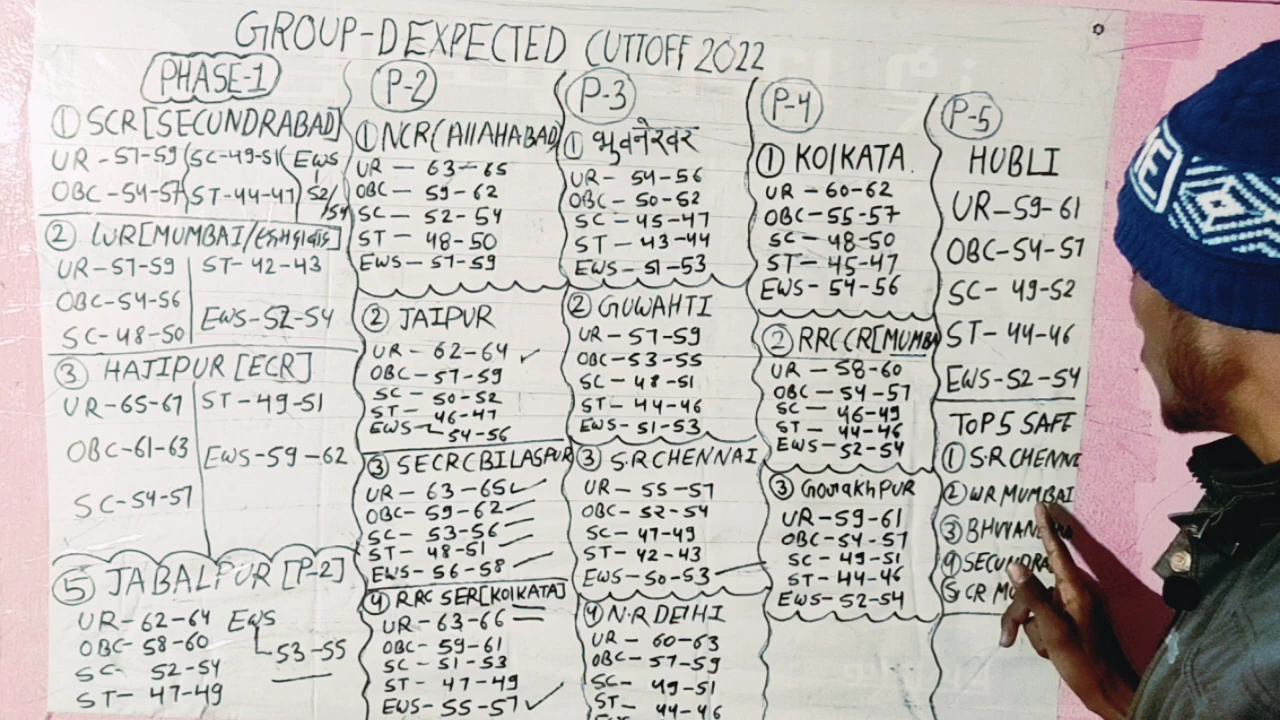 GROUP-D EXPECTED CUTTOFF 2022
PHASE-1
① SCR [SECUNDRABAD]
UR - 57-59 SC-49-51 EWS
OBC-54-57 ST-44-47 52/54
② WR [MUMBAI/
UR-57-59 ST-42-43
OBC-54-56
EWS-52-54
SC-48-50
③ HAJIPUR [ECR]
UR-65-67 ST-49-51
OBC-61-63 EWS-59-62
SC-54-57
⑤ JABALPUR [P-2]
UR-62-64 EWS
OBC-58-60 53-55
SC- 52-54
ST- 47-49
P-2
① NCR (AllAHABAD)
UR — 63-65
OBC — 59-62
SC — 52-54
ST — 48-50
EWS — 57-59
② JAIPUR
UR — 62-64 ✓
OBC — 57-59
SC — 50-52
ST — 46-47
EWS 54-56
③ SECRC BILASPUR
UR — 63-65 ✓
OBC — 59-62
SC — 53-56
ST — 48-51
EWS- 56-58
④ RRC SER [KOlKATA]
UR — 63-66
OBC — 59-61
SC — 51-53
ST — 47-49
EWS- 55-57 ✓
P-3
① भुवनेश्वर
UR — 54-56
OBC — 50-52
SC — 45-47
ST — 43-44
EWS — 51-53
② GUWAHTI
UR — 57-59
OBC-53-55
SC — 48-51
ST — 44-46
EWS- 51-53
③ S.R CHENNAI
UR — 55-57
OBC — 52-54
SC — 47-49
ST — 42-43
EWS-50-53
④ N.R DElHI
UR — 60-63
OBC-57-59
SC- 49-51
ST- 44-46
P-4
① KOlKATA.
UR — 60-62
OBC-55-57
SC — 48-50
ST — 45-47
EWS-54-56
② RRC CR [MUMBA
UR — 58-60
OBC — 54-57
SC — 46-49
ST — 44-46
EWS- 52-54
③ GorakhPUR
UR-59-61
OBC-54-57
SC-49-51
ST-44-46
EWS-52-54
P-5
HUBLI
UR-59-61
OBC-54-57
SC- 49-52
ST- 44-46
EWS-52-54
ToP 5 SAFE
① S.R CHENNI
② WR MUMBAI
③ BHUVANE
④ SECUNDRA
⑤ CR MU